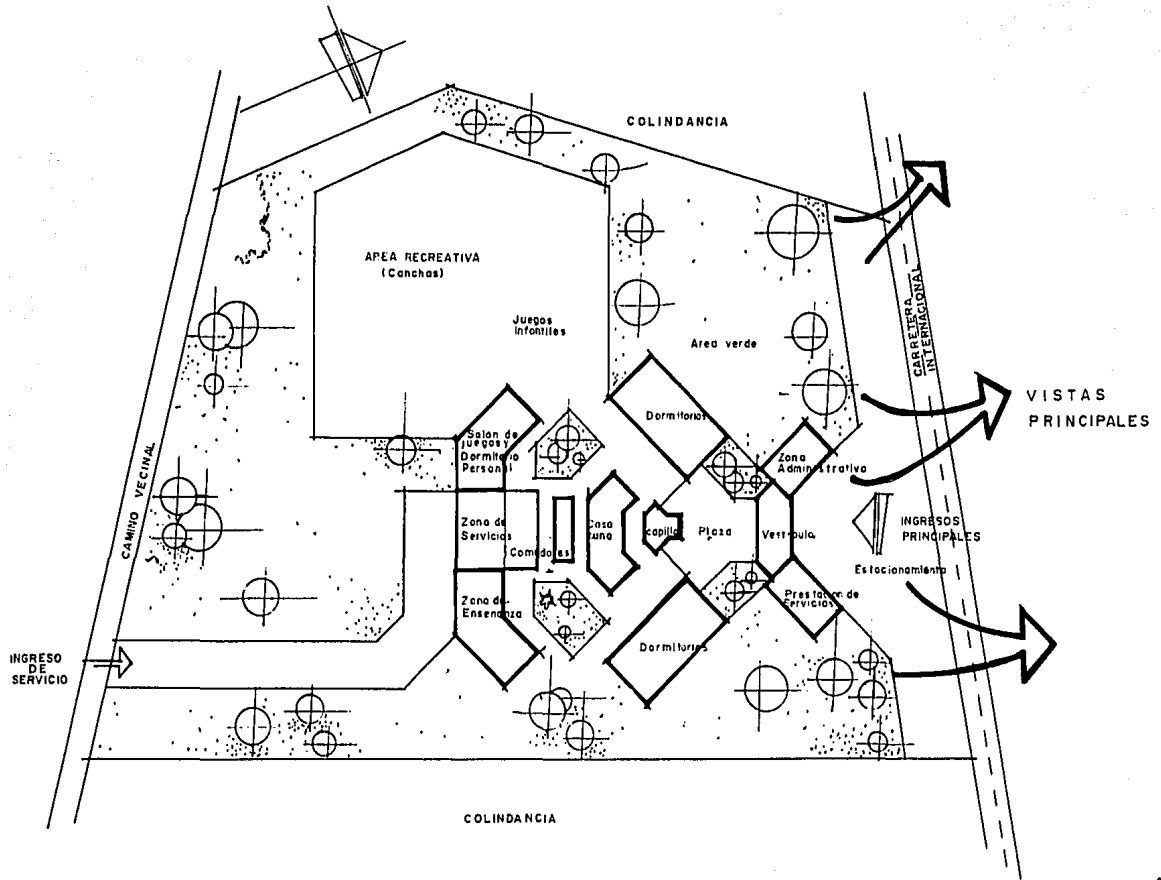 COLINDANCIA
AREA RECREATIVA
(Canchas)
CARRETERA
INTERNACIONAL
Juegos
Infantiles
Area verde
VISTAS
PRINCIPALES
Dormitorios
Salón de
juegos y
Dormitorio
Personal
Zona
Administrativa
CAMINO VECINAL
Zona de
Servicios
Comedores
Casa
cuna
capilla
Plaza
Vestibulo
INGRESOS
PRINCIPALES
Estacionamiento
Zona de
Enseñanza
Prestacion de
Servicios
Dormitorios
INGRESO
DE
SERVICIO
COLINDANCIA